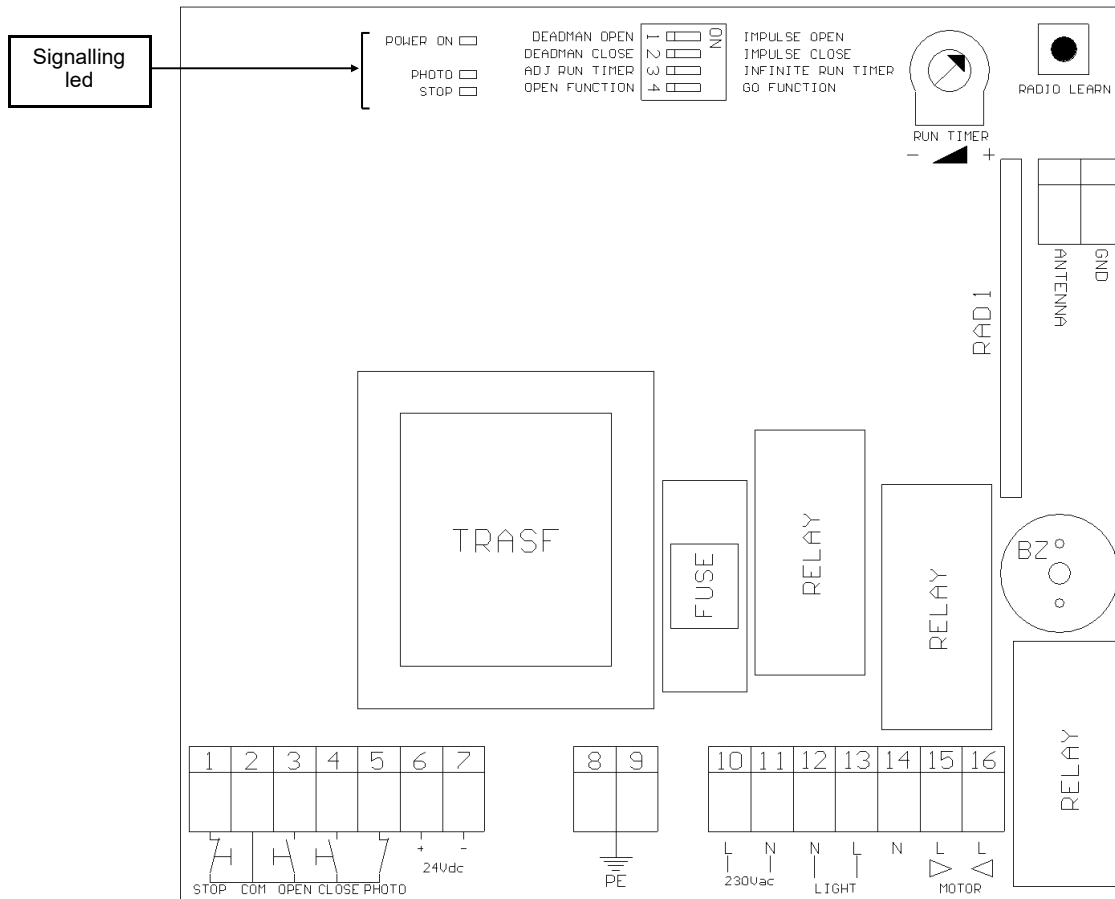 Signalling
led
POWER ON
PHOTO
STOP
DEADMAN OPEN 1 ON IMPULSE OPEN
DEADMAN CLOSE 2 IMPULSE CLOSE
ADJ RUN TIMER 3 INFINITE RUN TIMER
OPEN FUNCTION 4 GO FUNCTION
RUN TIMER
- +
RADIO LEARN
ANTENNA
GND
RAD 1
TRASF
FUSE
RELAY
RELAY
BZ
RELAY
1 2 3 4 5 6 7
8 9
10 11 12 13 14 15 16
+ -
24Vdc
STOP COM OPEN CLOSE PHOTO
PE
L N N L N L L
230Vac
LIGHT
MOTOR